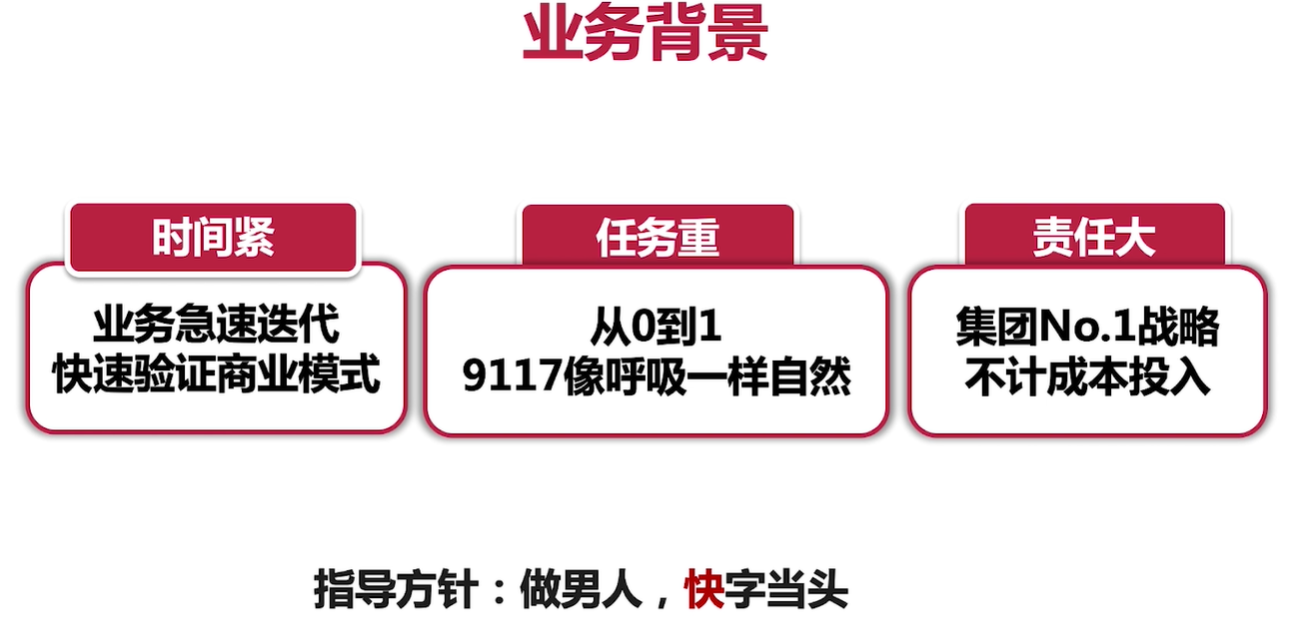 业务背景
时间紧
业务急速迭代
快速验证商业模式
任务重
从0到1
9117像呼吸一样自然
责任大
集团No.1战略
不计成本投入
指导方针：做男人，快字当头